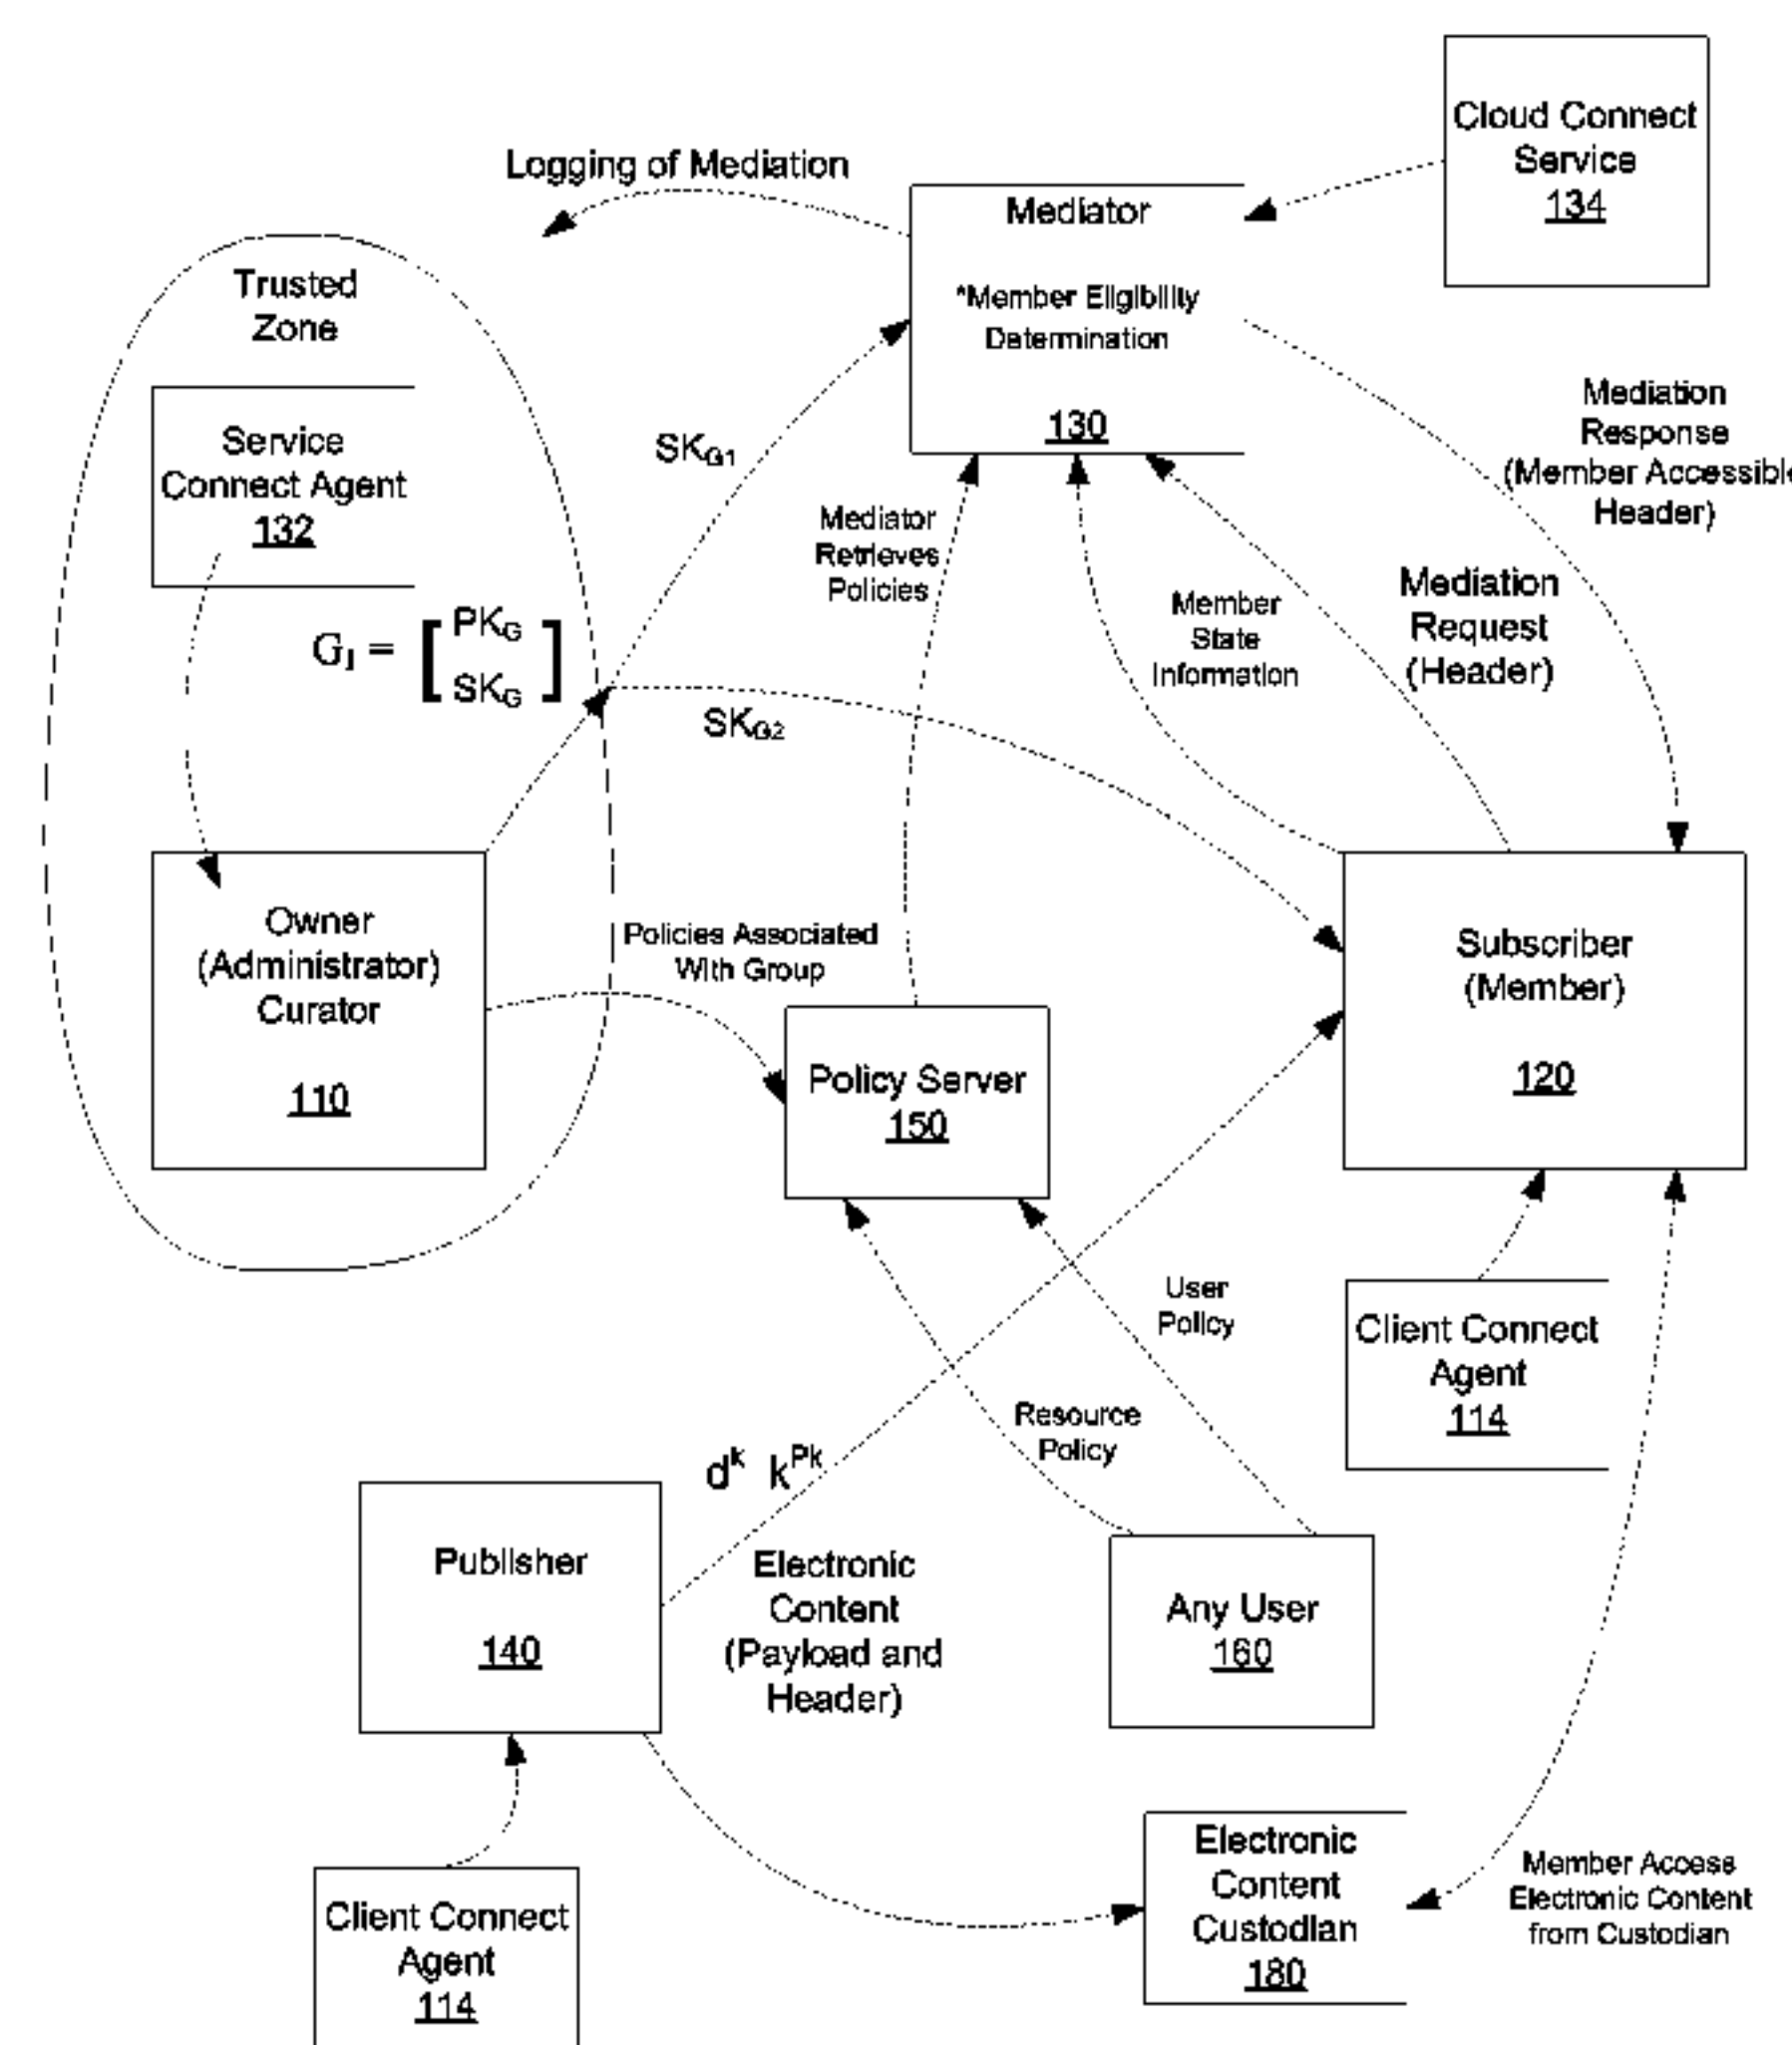 Cloud Connect
Service
134
Logging of Mediation
Mediator
*Member Eligibility
Determination
130
Trusted
Zone
Service
Connect Agent
132
SKG1
Mediation
Response
(Member Accessible
Header)
Mediator
Retrieves
Policies
Member
State
Information
Mediation
Request
(Header)
GJ = [ PKG
SKG ]
SKG2
Owner
(Administrator)
Curator
110
Policies Associated
With Group
Policy Server
150
Subscriber
(Member)
120
User
Policy
Client Connect
Agent
114
Resource
Policy
dk kPk
Publisher
140
Electronic
Content
(Payload and
Header)
Any User
160
Electronic
Content
Custodian
180
Member Access
Electronic Content
from Custodian
Client Connect
Agent
114